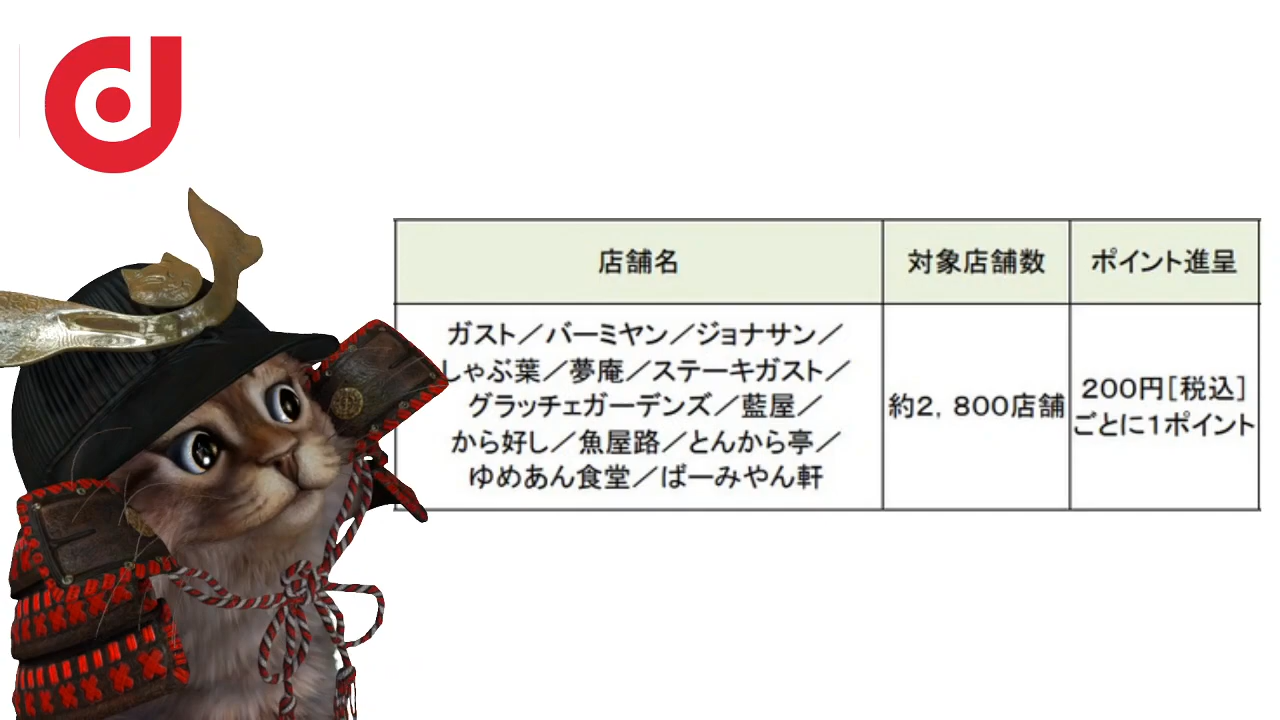 店舗名
対象店舗数
ポイント進呈
ガスト／バーミヤン／ジョナサン／
しゃぶ葉／夢庵／ステーキガスト／
グラッチェガーデンズ／藍屋／
から好し／魚屋路／とんから亭／
ゆめあん食堂／ばーみやん軒
約2，800店舗
200円[税込]
ごとに1ポイント